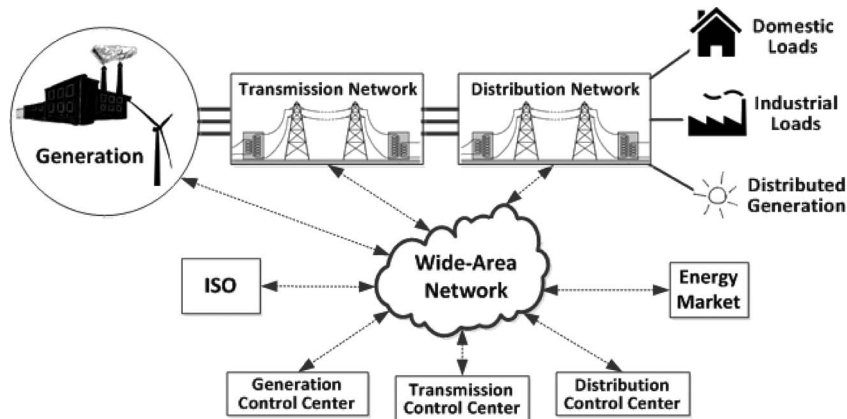 Domestic
Loads
Transmission Network
Distribution Network
Industrial
Loads
Generation
Distributed
Generation
Wide-Area
Network
ISO
Energy
Market
Generation
Control Center
Transmission
Control Center
Distribution
Control Center